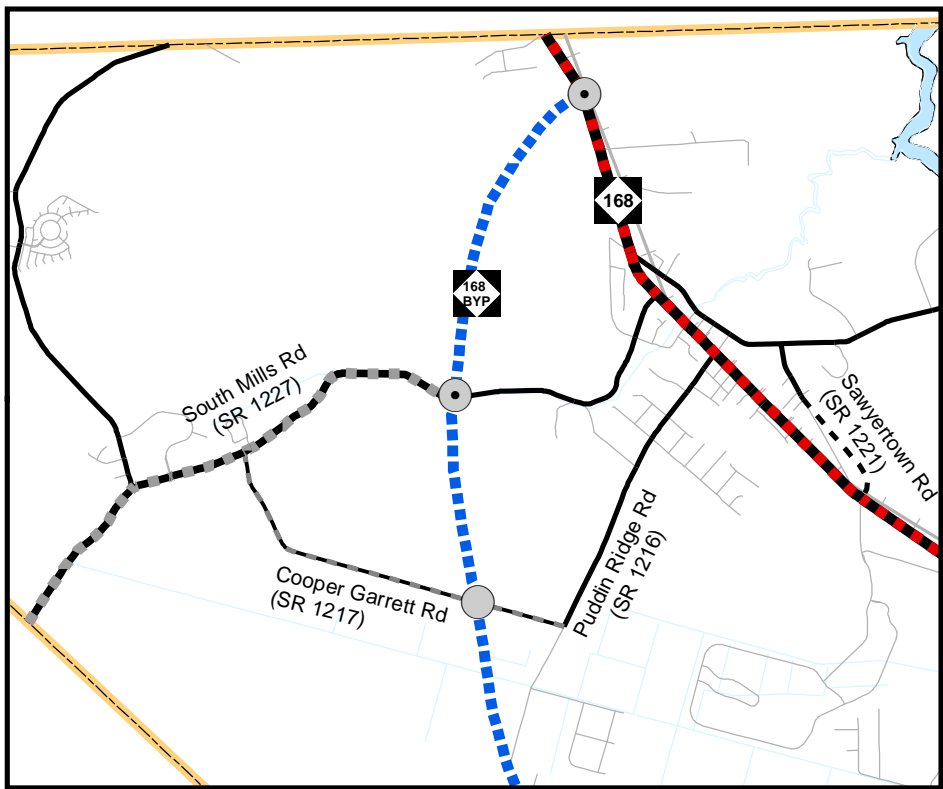 168
168
BYP
South Mills Rd
(SR 1227)
Sawyertown Rd
(SR 1221)
Cooper Garrett Rd
(SR 1217)
Puddin Ridge Rd
(SR 1216)